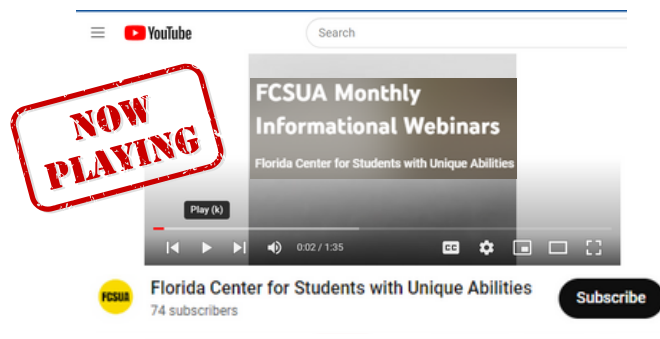 YouTube
Search
NOW
PLAYING
FCSUA Monthly
Informational Webinars
Florida Center for Students with Unique Abilities
Play (k)
0:02 / 1:35
CC
FCSUA
Florida Center for Students with Unique Abilities
74 subscribers
Subscribe